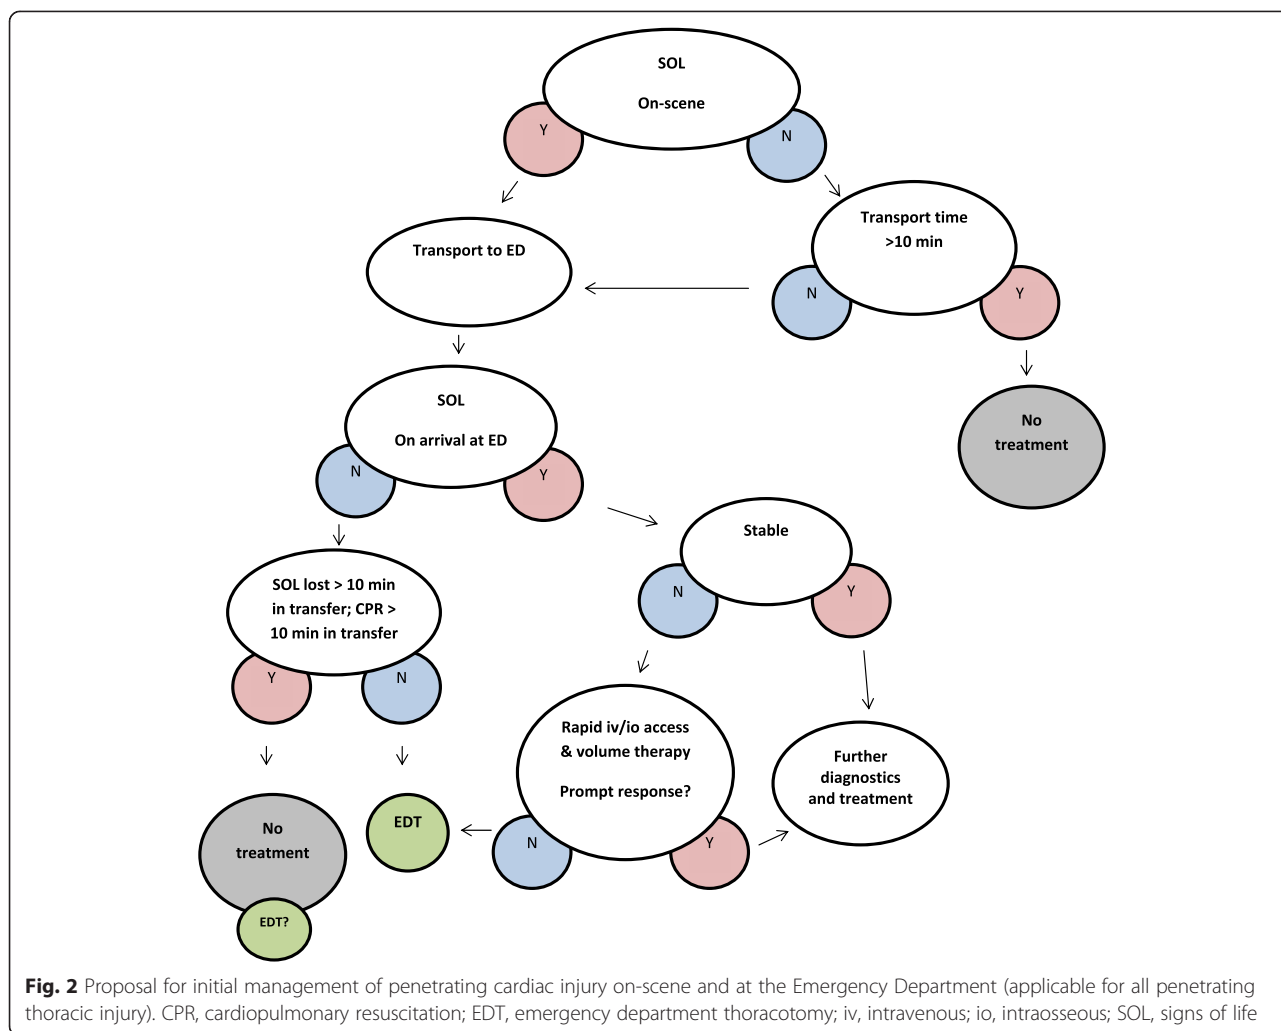 SOL
On-scene
Y
N
Transport time
>10 min
Transport to ED
N
Y
SOL
On arrival at ED
No
treatment
N
Y
Stable
SOL lost > 10 min
in transfer; CPR >
10 min in transfer
N
Y
Y
N
Rapid iv/io access
& volume therapy
Prompt response?
Further
diagnostics
and treatment
No
treatment
EDT
N
Y
EDT?
Fig. 2 Proposal for initial management of penetrating cardiac injury on-scene and at the Emergency Department (applicable for all penetrating
thoracic injury). CPR, cardiopulmonary resuscitation; EDT, emergency department thoracotomy; iv, intravenous; io, intraosseous; SOL, signs of life